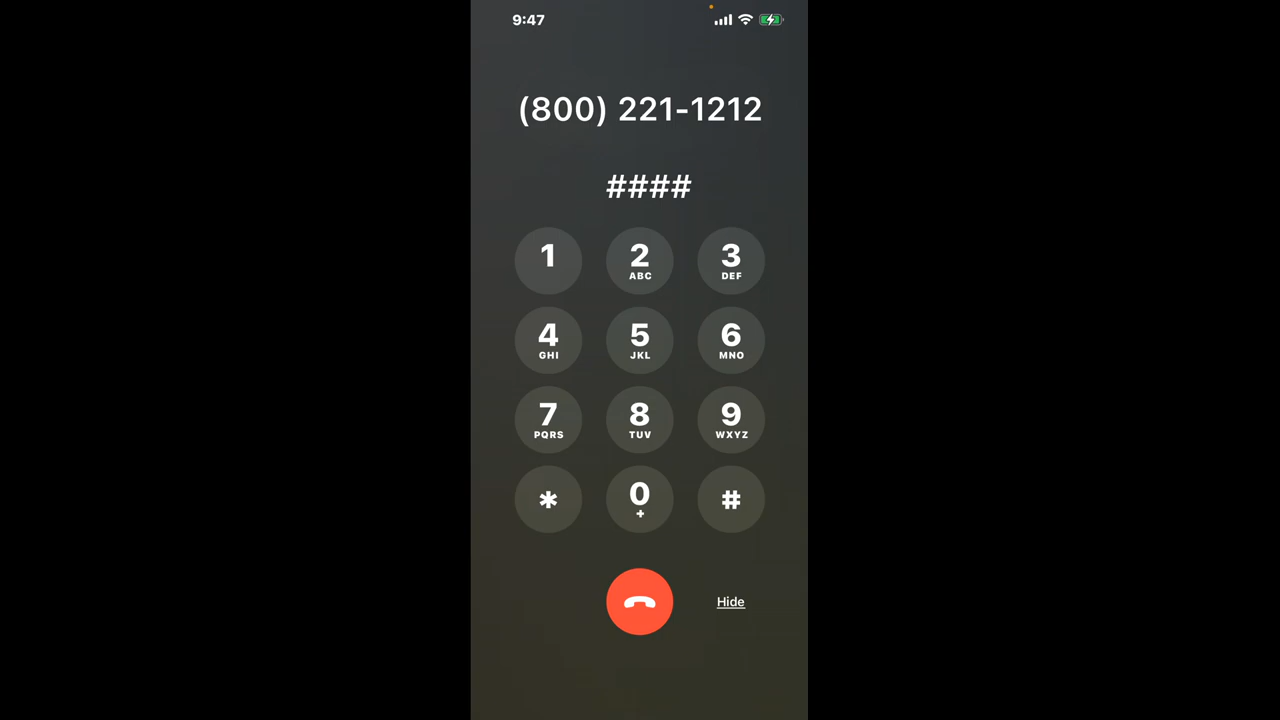 9:47
(800) 221-1212
####
1 2 3
ABC DEF
4 5 6
GHI JKL MNO
7 8 9
PQRS TUV WXYZ
* 0 #
+
Hide